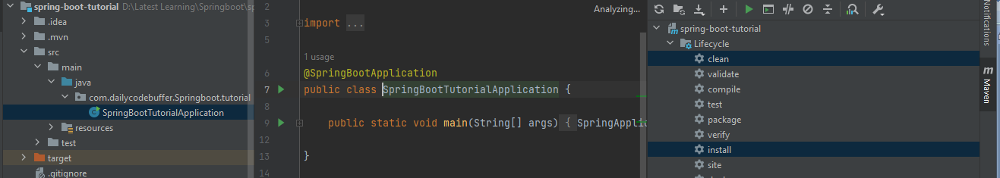 spring-boot-tutorial D:\Latest Learning\Springboot\s
.idea
.mvn
src
main
java
com.dailycodebuffer.Springboot.tutorial
SpringBootTutorialApplication
resources
test
target
.gitignore
Analyzing...
2
3 import ...
5
1 usage
6 @SpringBootApplication
7 public class SpringBootTutorialApplication {
8
9 public static void main(String[] args) { SpringApplic
12
13 }
14
spring-boot-tutorial
Lifecycle
clean
validate
compile
test
package
verify
install
site
Notifications
m Maven